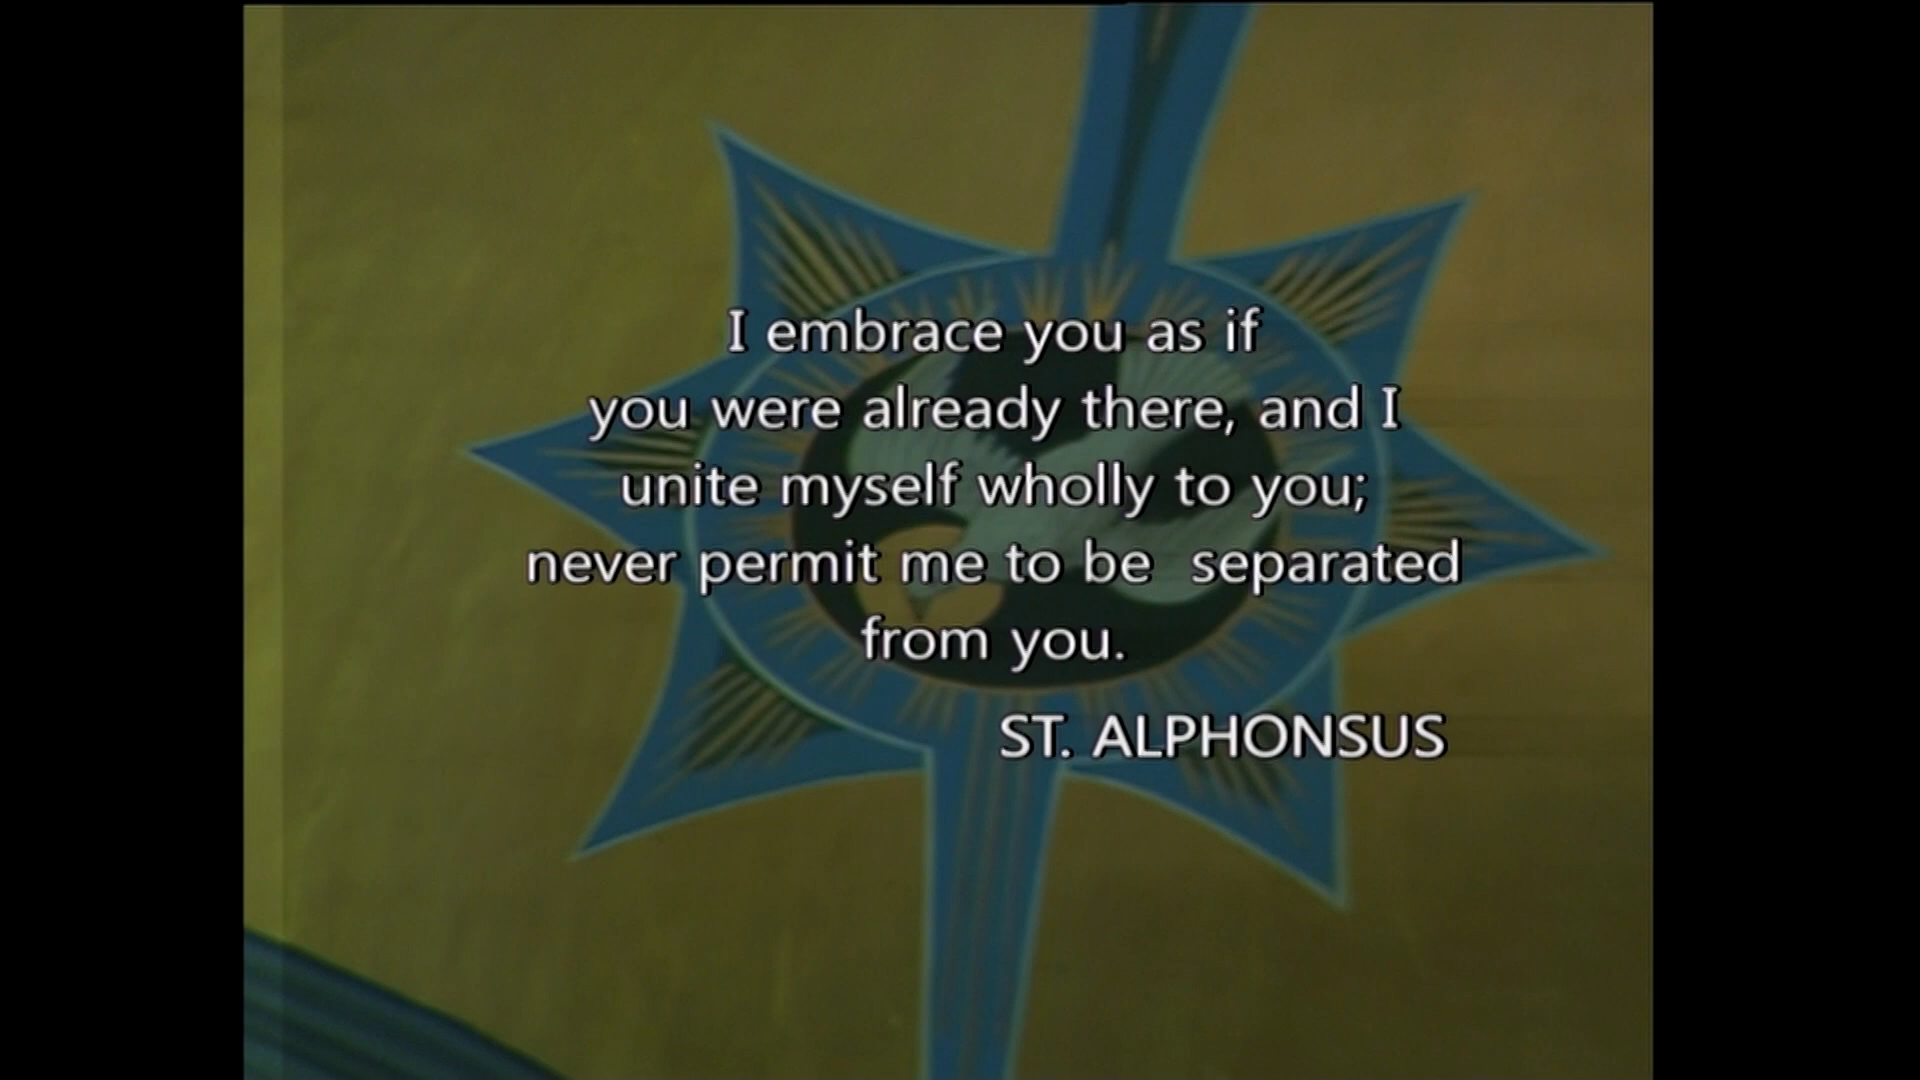 I embrace you as if
you were already there, and I
unite myself wholly to you;
never permit me to be  separated
from you.
ST. ALPHONSUS